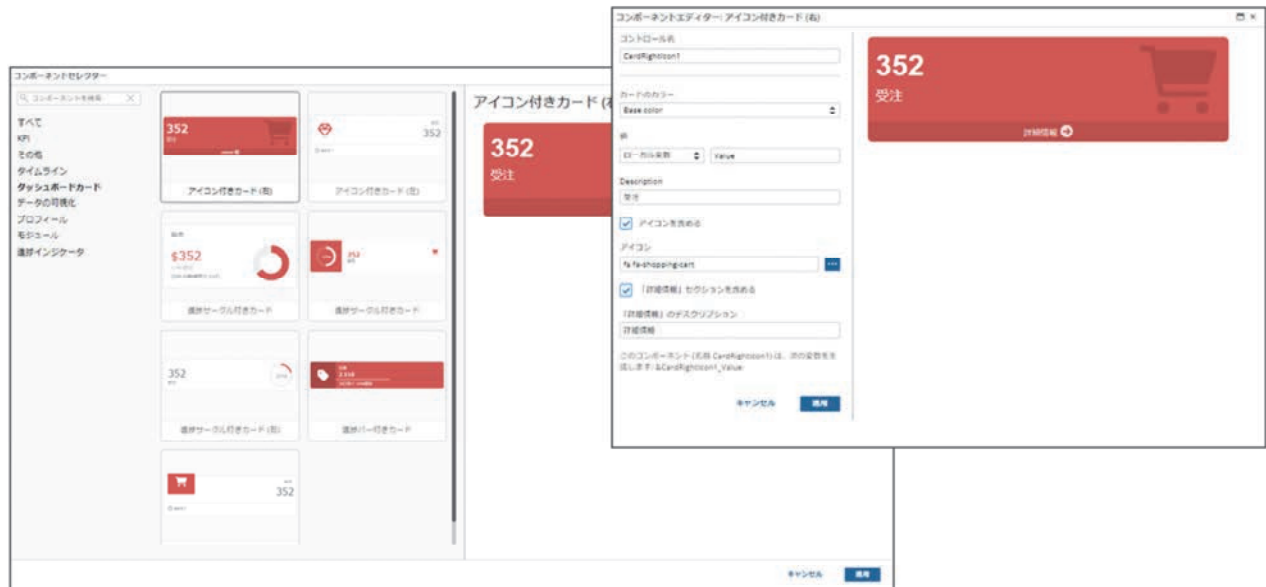 コンポーネントセレクター
コンポーネントを検索
すべて
KPI
その他
タイムライン
ダッシュボードカード
データの可視化
プロフィール
モジュール
進捗インジケータ
352
アイコン付きカード (右)
352
アイコン付きカード (左)
$352
進捗サークル付きカード
352
進捗サークル付きカード
352
進捗サークル付きカード (右)
進捗バー付きカード
352
アイコン付きカード (
352
受注
キャンセル
適用
コンポーネントエディター: アイコン付きカード (右)
コントロール名
CardRightIcon1
カードのカラー
Base color
値
ローカル変数
Value
Description
受注
アイコンを含める
アイコン
fa fa-shopping-cart
「詳細情報」セクションを含める
「詳細情報」のデスクリプション
詳細情報
このコンポーネント (名前 CardRightIcon1) は、次の変数を生
成します: &CardRightIcon1_Value
キャンセル
適用
352
受注
詳細情報